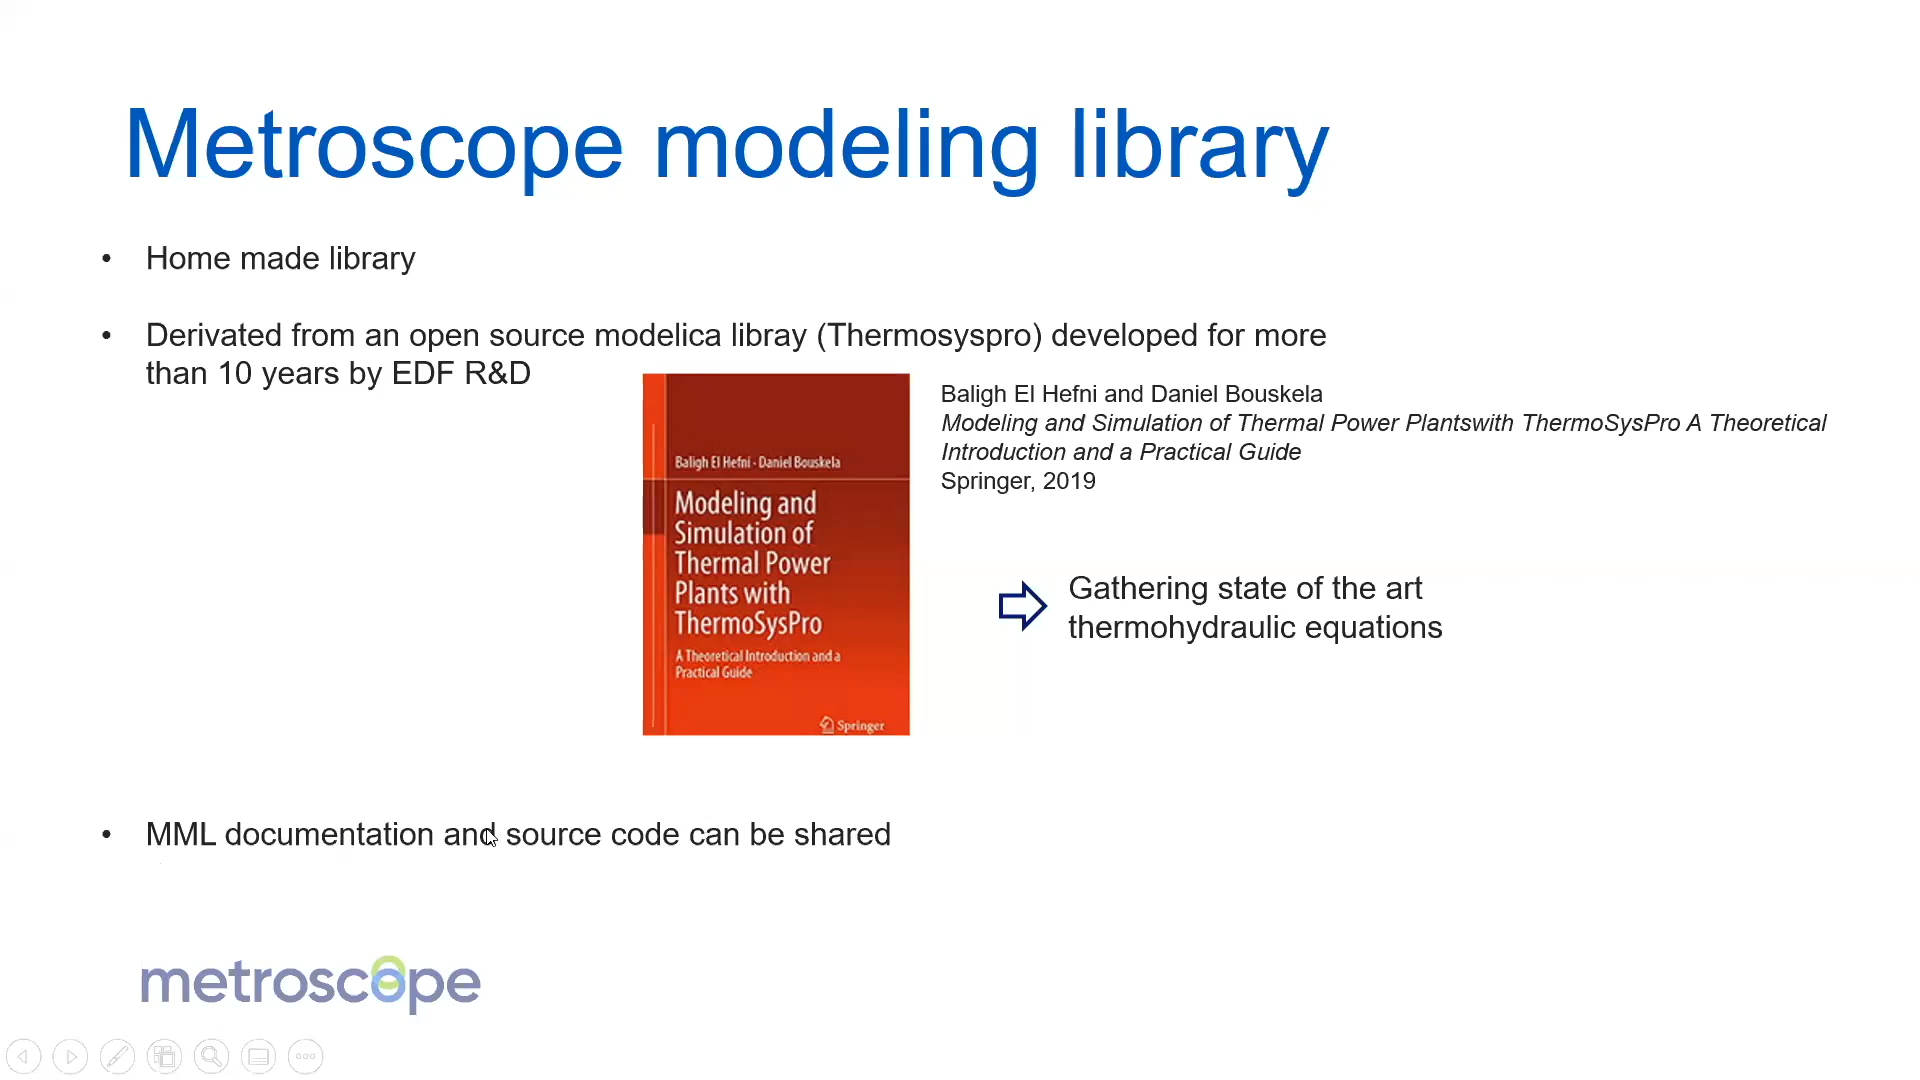 Metroscope modeling library
• Home made library
• Derivated from an open source modelica libray (Thermosyspro) developed for more
than 10 years by EDF R&D
Baligh El Hefni - Daniel Bouskela
Modeling and
Simulation of
Thermal Power
Plants with
ThermoSysPro
A Theoretical Introduction and a
Practical Guide
Springer
Baligh El Hefni and Daniel Bouskela
Modeling and Simulation of Thermal Power Plantswith ThermoSysPro A Theoretical
Introduction and a Practical Guide
Springer, 2019
Gathering state of the art
thermohydraulic equations
• MML documentation and source code can be shared
metroscope